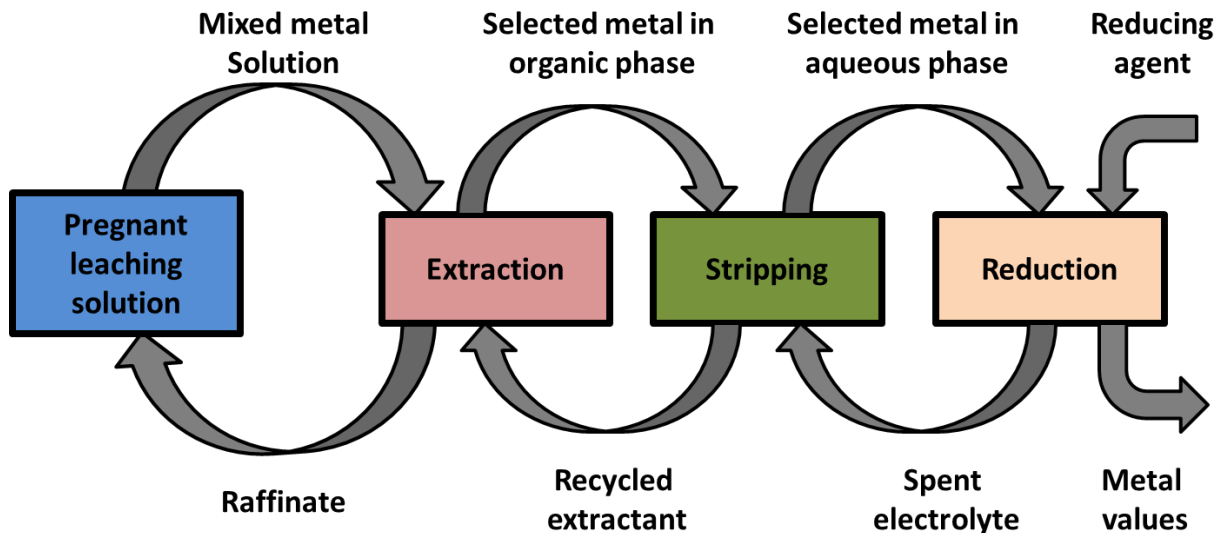 Mixed metal
Solution
Selected metal in
organic phase
Selected metal in
aqueous phase
Reducing
agent
Pregnant
leaching
solution
Extraction
Stripping
Reduction
Raffinate
Recycled
extractant
Spent
electrolyte
Metal
values